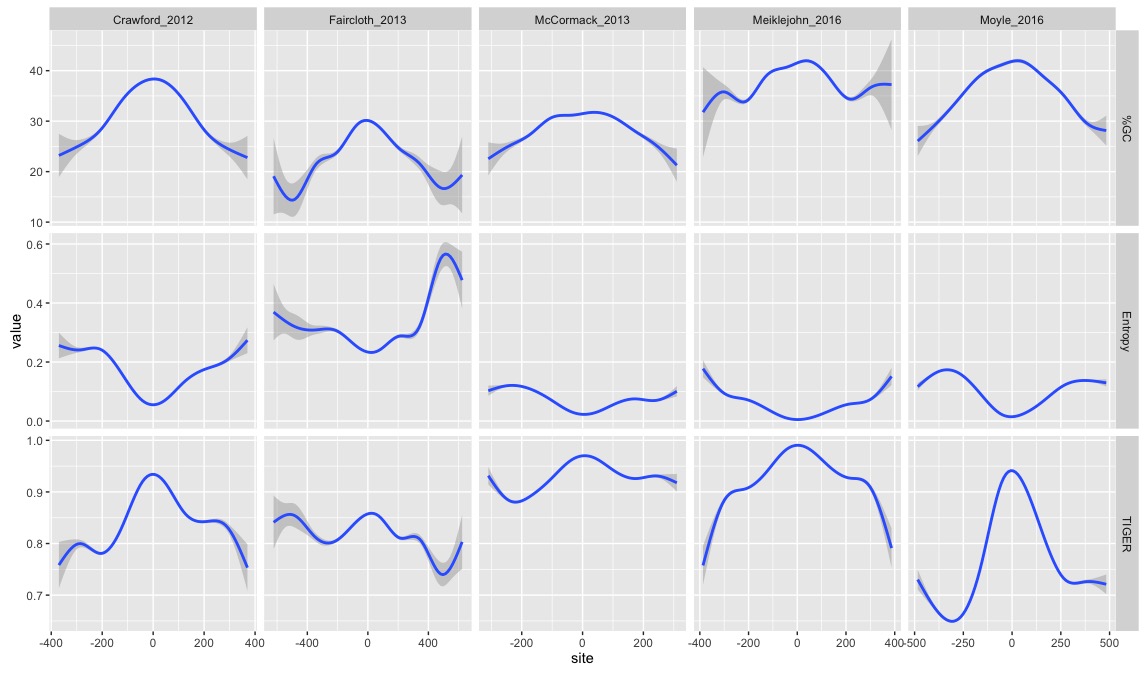 Crawford_2012 Faircloth_2013 McCormack_2013 Meiklejohn_2016 Moyle_2016
40
30
20
10
%GC
0.6
0.4
0.2
0.0
Entropy
value
1.0
0.9
0.8
0.7
TIGER
-400 -200 0 200 400 -400 0 400 -200 0 200 -400 -200 0 200 400 -500 -250 0 250 500
site